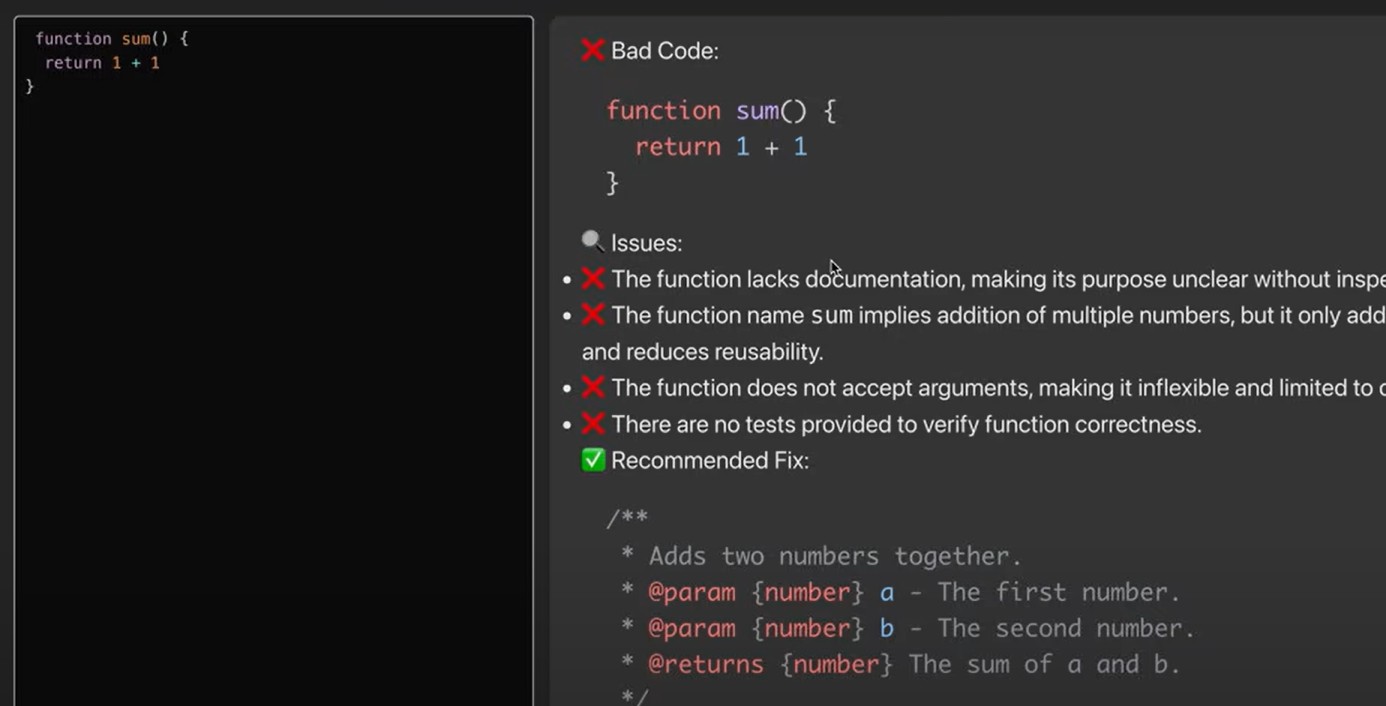 function sum() {
return 1 + 1
}
❌ Bad Code:
function sum() {
return 1 + 1
}
🔍 Issues:
• ❌ The function lacks documentation, making its purpose unclear without
• ❌ The function name sum implies addition of multiple numbers, but it only
and reduces reusability.
• ❌ The function does not accept arguments, making it inflexible and limited to
• ❌ There are no tests provided to verify function correctness.
✅ Recommended Fix:
/**
* Adds two numbers together.
* @param {number} a - The first number.
* @param {number} b - The second number.
* @returns {number} The sum of a and b.
*/